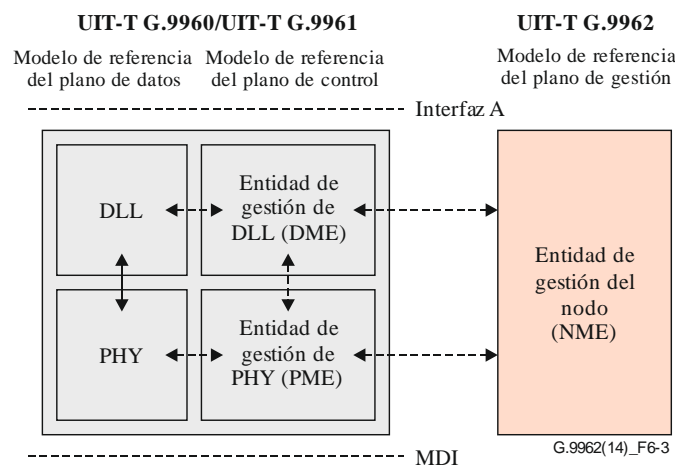 UIT-T G.9960/UIT-T G.9961
UIT-T G.9962
Modelo de referencia
del plano de datos
Modelo de referencia
del plano de control
Modelo de referencia
del plano de gestión
Interfaz A
DLL
Entidad de
gestión de
DLL (DME)
PHY
Entidad de
gestión de
PHY (PME)
Entidad de
gestión del
nodo
(NME)
G.9962(14)_F6-3
MDI